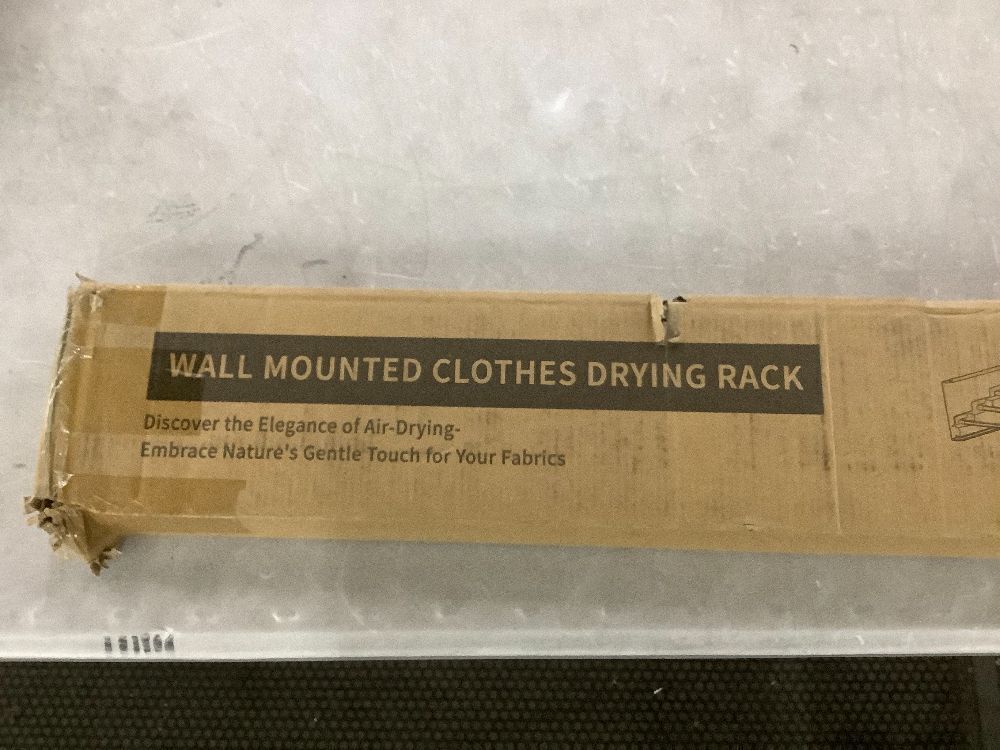 WALL MOUNTED CLOTHES DRYING RACK
Discover the Elegance of Air-Drying-
Embrace Nature's Gentle Touch for Your Fabrics